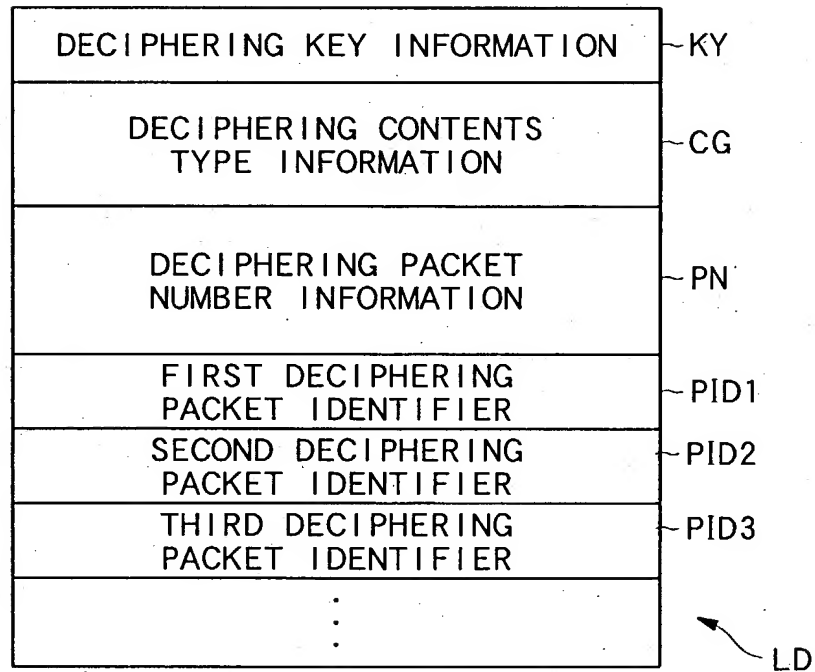 DECIPHERING KEY INFORMATION KY
DECIPHERING CONTENTS
TYPE INFORMATION CG
DECIPHERING PACKET
NUMBER INFORMATION PN
FIRST DECIPHERING
PACKET IDENTIFIER PID1
SECOND DECIPHERING
PACKET IDENTIFIER PID2
THIRD DECIPHERING
PACKET IDENTIFIER PID3
LD